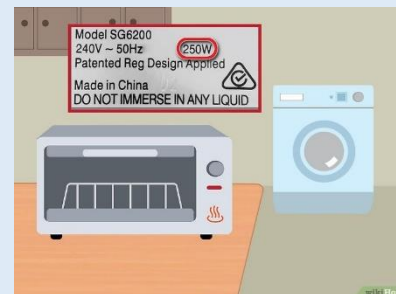 Model SG6200
240V ~ 50Hz 250W
Patented Reg Design Applied
Made in China
DO NOT IMMERSE IN ANY LIQUID